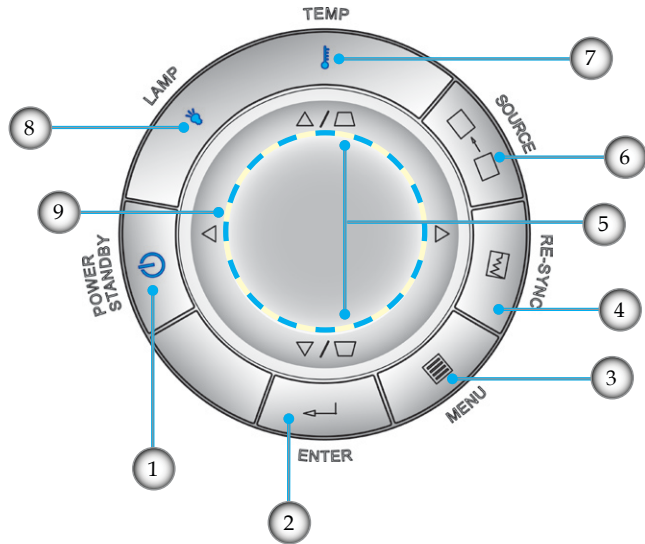 TEMP
7
LAMP
SOURCE
8
6
9
5
POWER
STANDBY
RE-SYNC
4
3
MENU
ENTER
1
2